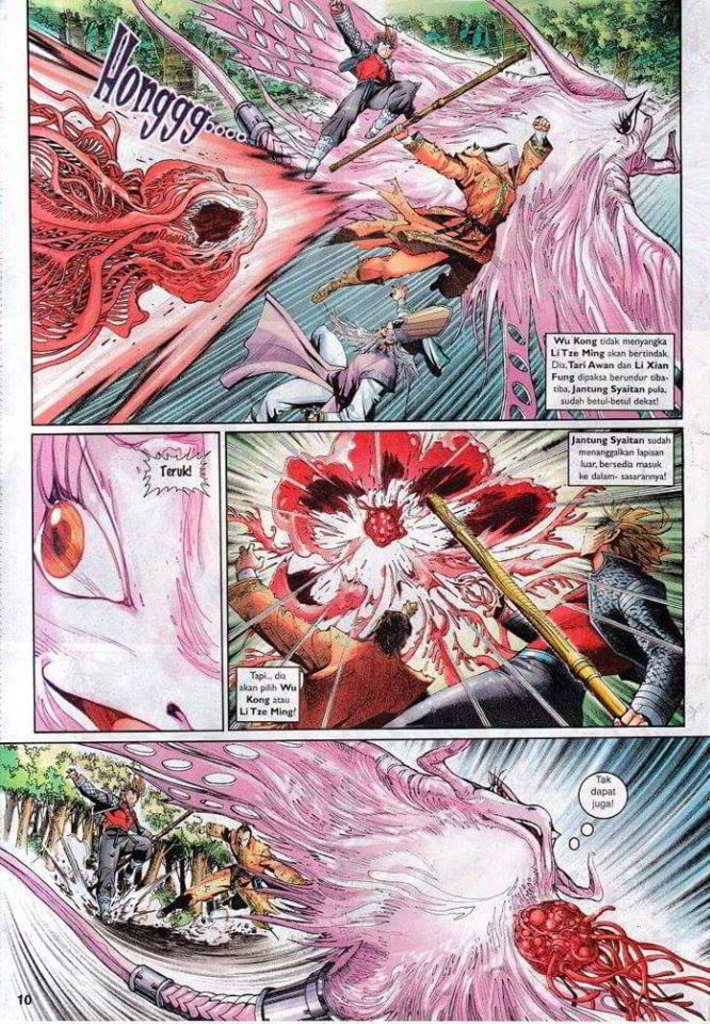 Honggg....
Wu Kong tidak menyangka
Li Tze Ming akan bertindak.
Dia, Tari Awan dan Li Xian
Fung dipaksa berundur tiba-
tiba, Jantung Syaitan pula,
sudah betul-betul dekat!
Teruk!
Jantung Syaitan sudah
menanggalkan lapisan
luar, bersedia masuk
ke dalam- sasarannya!
Tapi... dia
akan pilih Wu
Kong atau
Li Tze Ming!
Tak
dapat
juga!
10